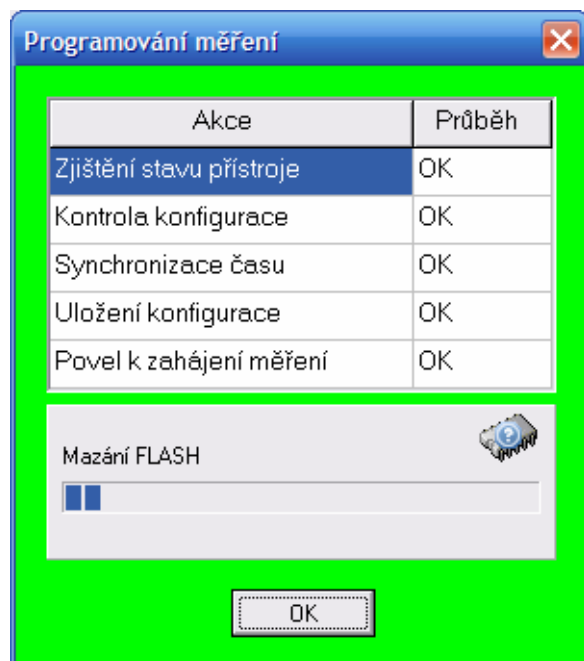 Programování měření
Akce Průběh
Zjištění stavu přístroje OK
Kontrola konfigurace OK
Synchronizace času OK
Uložení konfigurace OK
Povel k zahájení měření OK
Mazání FLASH
?
OK